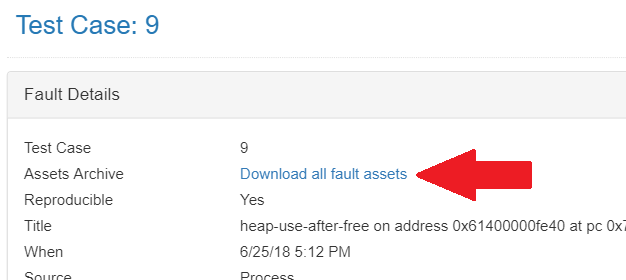 Test Case: 9
Fault Details
Test Case 9
Assets Archive Download all fault assets
Reproducible Yes
Title heap-use-after-free on address 0x61400000fe40 at pc 0x7
When 6/25/18 5:12 PM
Source Process